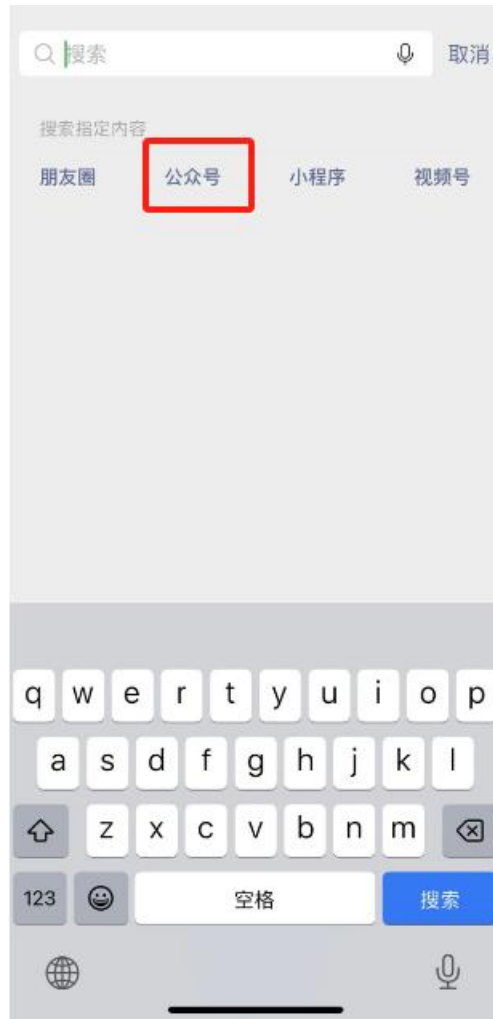 搜索 取消
搜索指定内容
朋友圈 公众号 小程序 视频号
q w e r t y u i o p
a s d f g h j k l
z x c v b n m
123 空格 搜索